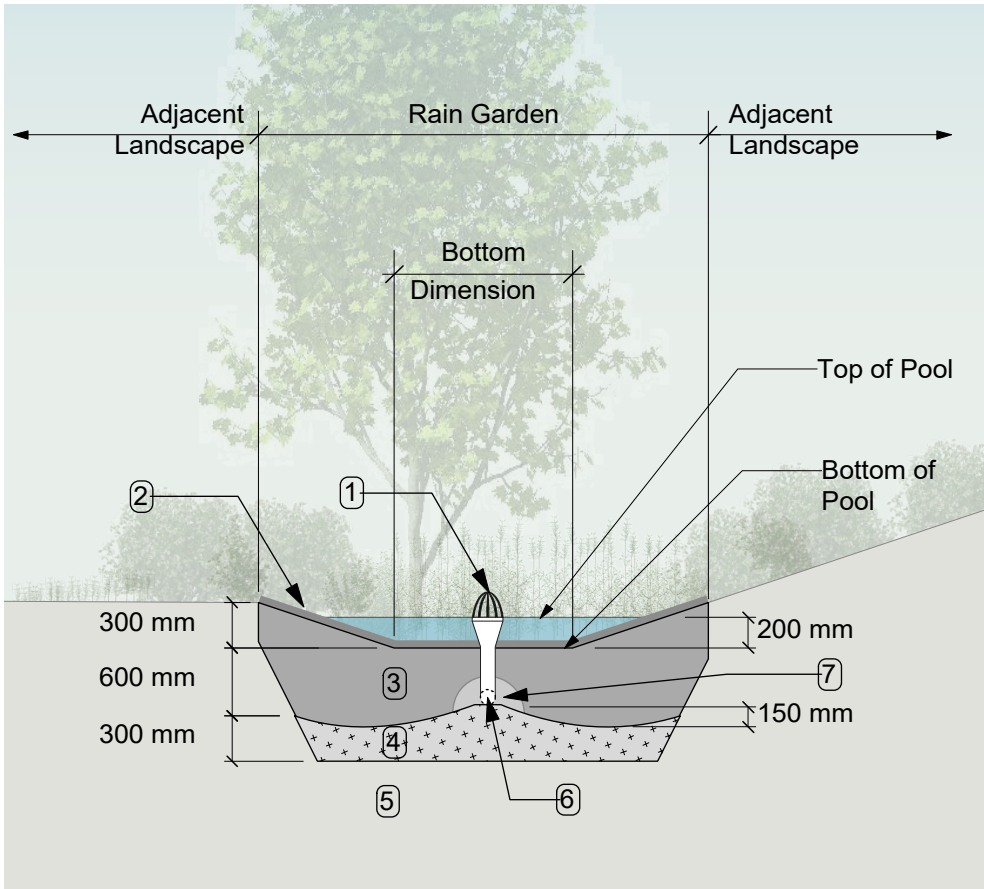 Adjacent
Landscape
Rain Garden
Adjacent
Landscape
Bottom
Dimension
Top of Pool
Bottom of
Pool
2
1
300 mm
200 mm
600 mm
3
7
300 mm
150 mm
4
5
6